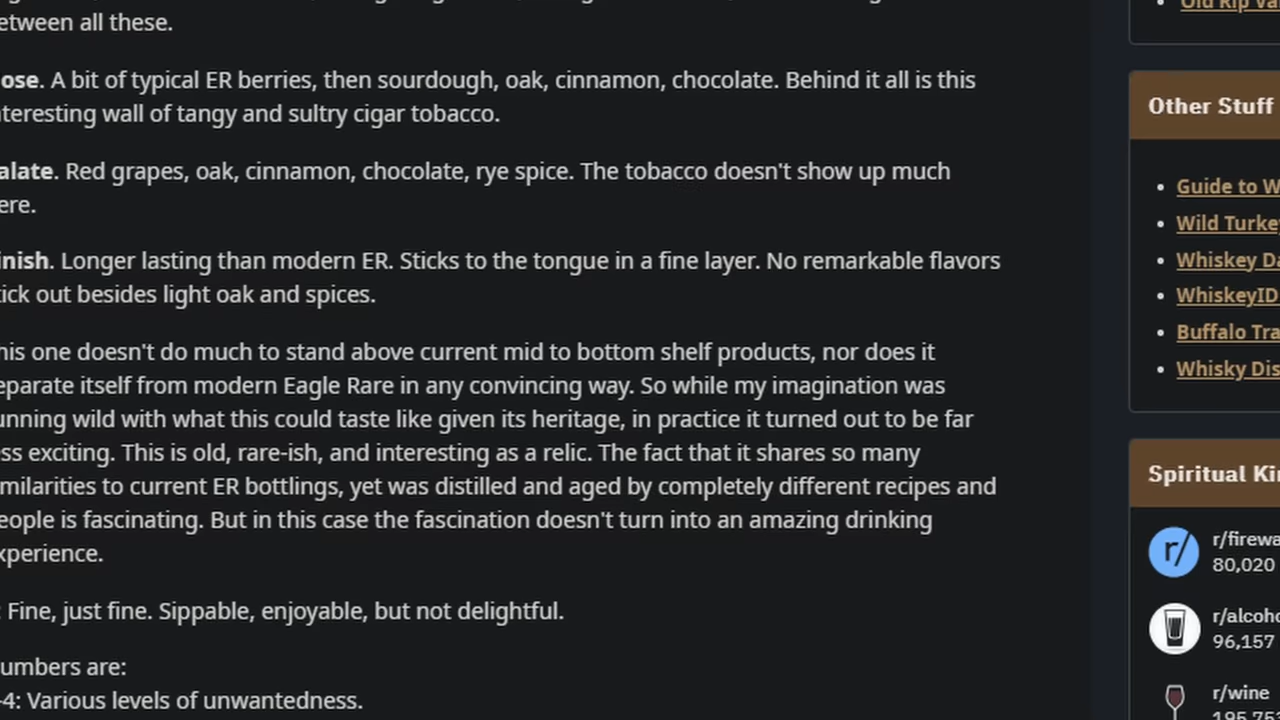 etween all these.
ose. A bit of typical ER berries, then sourdough, oak, cinnamon, chocolate. Behind it all is this
nteresting wall of tangy and sultry cigar tobacco.
alate. Red grapes, oak, cinnamon, chocolate, rye spice. The tobacco doesn't show up much
ere.
inish. Longer lasting than modern ER. Sticks to the tongue in a fine layer. No remarkable flavors
tick out besides light oak and spices.
his one doesn't do much to stand above current mid to bottom shelf products, nor does it
eparate itself from modern Eagle Rare in any convincing way. So while my imagination was
unning wild with what this could taste like given its heritage, in practice it turned out to be far
ss exciting. This is old, rare-ish, and interesting as a relic. The fact that it shares so many
milarities to current ER bottlings, yet was distilled and aged by completely different recipes and
eople is fascinating. But in this case the fascination doesn't turn into an amazing drinking
xperience.
: Fine, just fine. Sippable, enjoyable, but not delightful.
umbers are:
-4: Various levels of unwantedness.
Old Rip Va
Other Stuff
Guide to W
Wild Turke
Whiskey Da
WhiskeyID
Buffalo Tra
Whisky Dis
Spiritual Ki
r/
r/firewa
80,020
r/alcoho
96,157
r/wine